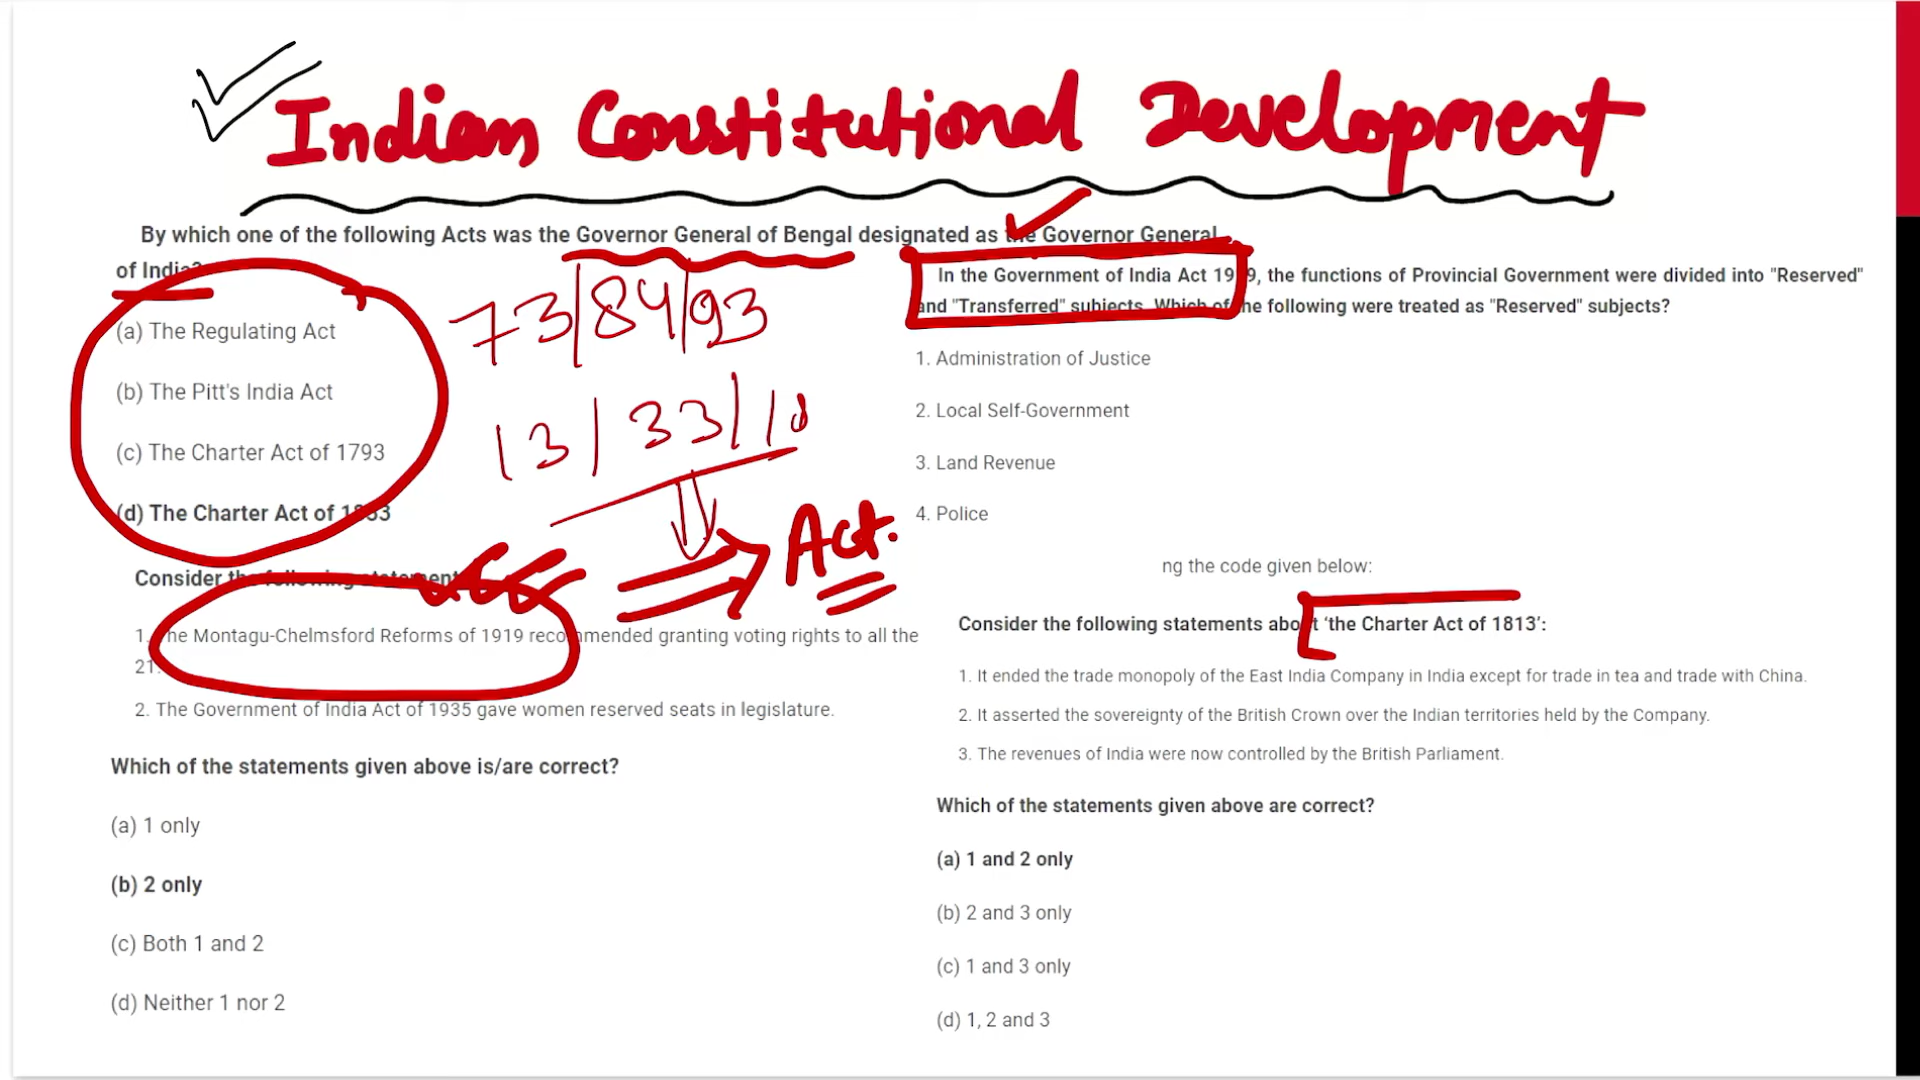 Indian Constitutional Development
By which one of the following Acts was the Governor General of Bengal designated as the Governor General
of India?
(a) The Regulating Act
(b) The Pitt's India Act
(c) The Charter Act of 1793
(d) The Charter Act of 1833
73/84/93
13/33/
Act.
Consider the following statement
1. The Montagu-Chelmsford Reforms of 1919 recommended granting voting rights to all the
21.
2. The Government of India Act of 1935 gave women reserved seats in legislature.
Which of the statements given above is/are correct?
(a) 1 only
(b) 2 only
(c) Both 1 and 2
(d) Neither 1 nor 2
In the Government of India Act 1919, the functions of Provincial Government were divided into "Reserved"
and "Transferred" subjects. Which of the following were treated as "Reserved" subjects?
1. Administration of Justice
2. Local Self-Government
3. Land Revenue
4. Police
ng the code given below:
Consider the following statements about 'the Charter Act of 1813':
1. It ended the trade monopoly of the East India Company in India except for trade in tea and trade with China.
2. It asserted the sovereignty of the British Crown over the Indian territories held by the Company.
3. The revenues of India were now controlled by the British Parliament.
Which of the statements given above are correct?
(a) 1 and 2 only
(b) 2 and 3 only
(c) 1 and 3 only
(d) 1, 2 and 3